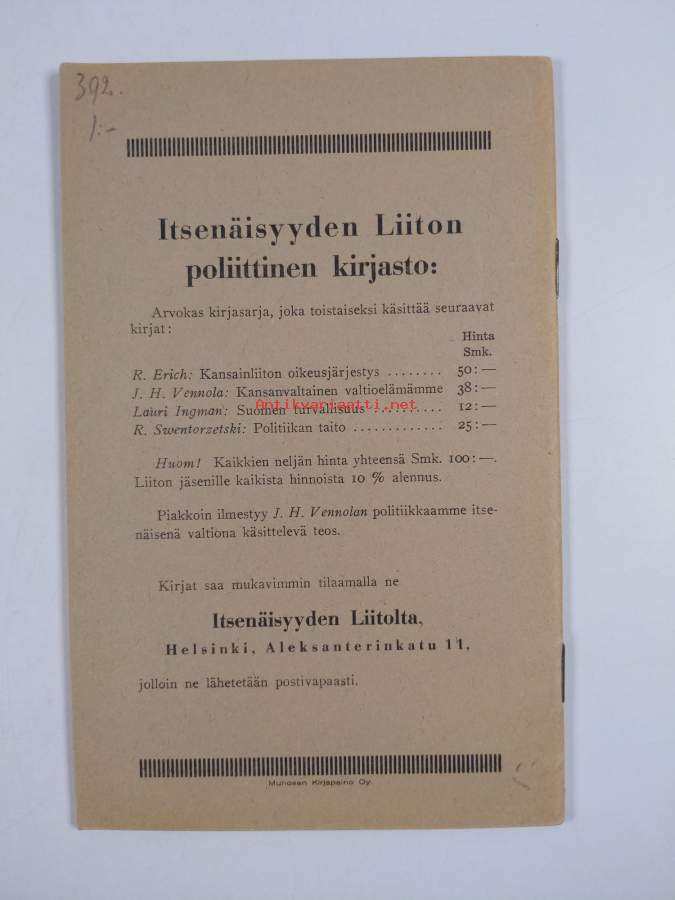 392.
1:-
Itsenäisyyden Liiton
poliittinen kirjasto:
Arvokas kirjasarja, joka toistaiseksi käsittää seuraavat
kirjat:
Hinta
Smk.
R. Erich: Kansainliiton oikeusjärjestys ........ 50:—
J. H. Vennola: Kansanvaltainen valtioelämämme 38:—
Antikvariaatti.net
Lauri Ingman: Suomen turvallisuus .......... 12:—
R. Swentorzetski: Politiikan taito ............. 25:—
Huom! Kaikkien neljän hinta yhteensä Smk. 100:—.
Liiton jäsenille kaikista hinnoista 10 % alennus.
Piakkoin ilmestyy J. H. Vennolan politiikkaamme itse-
näisenä valtiona käsittelevä teos.
Kirjat saa mukavimmin tilaamalla ne
Itsenäisyyden Liitolta,
Helsinki, Aleksanterinkatu 11,
jolloin ne lähetetään postivapaasti.
Munosen Kirjapaino Oy.